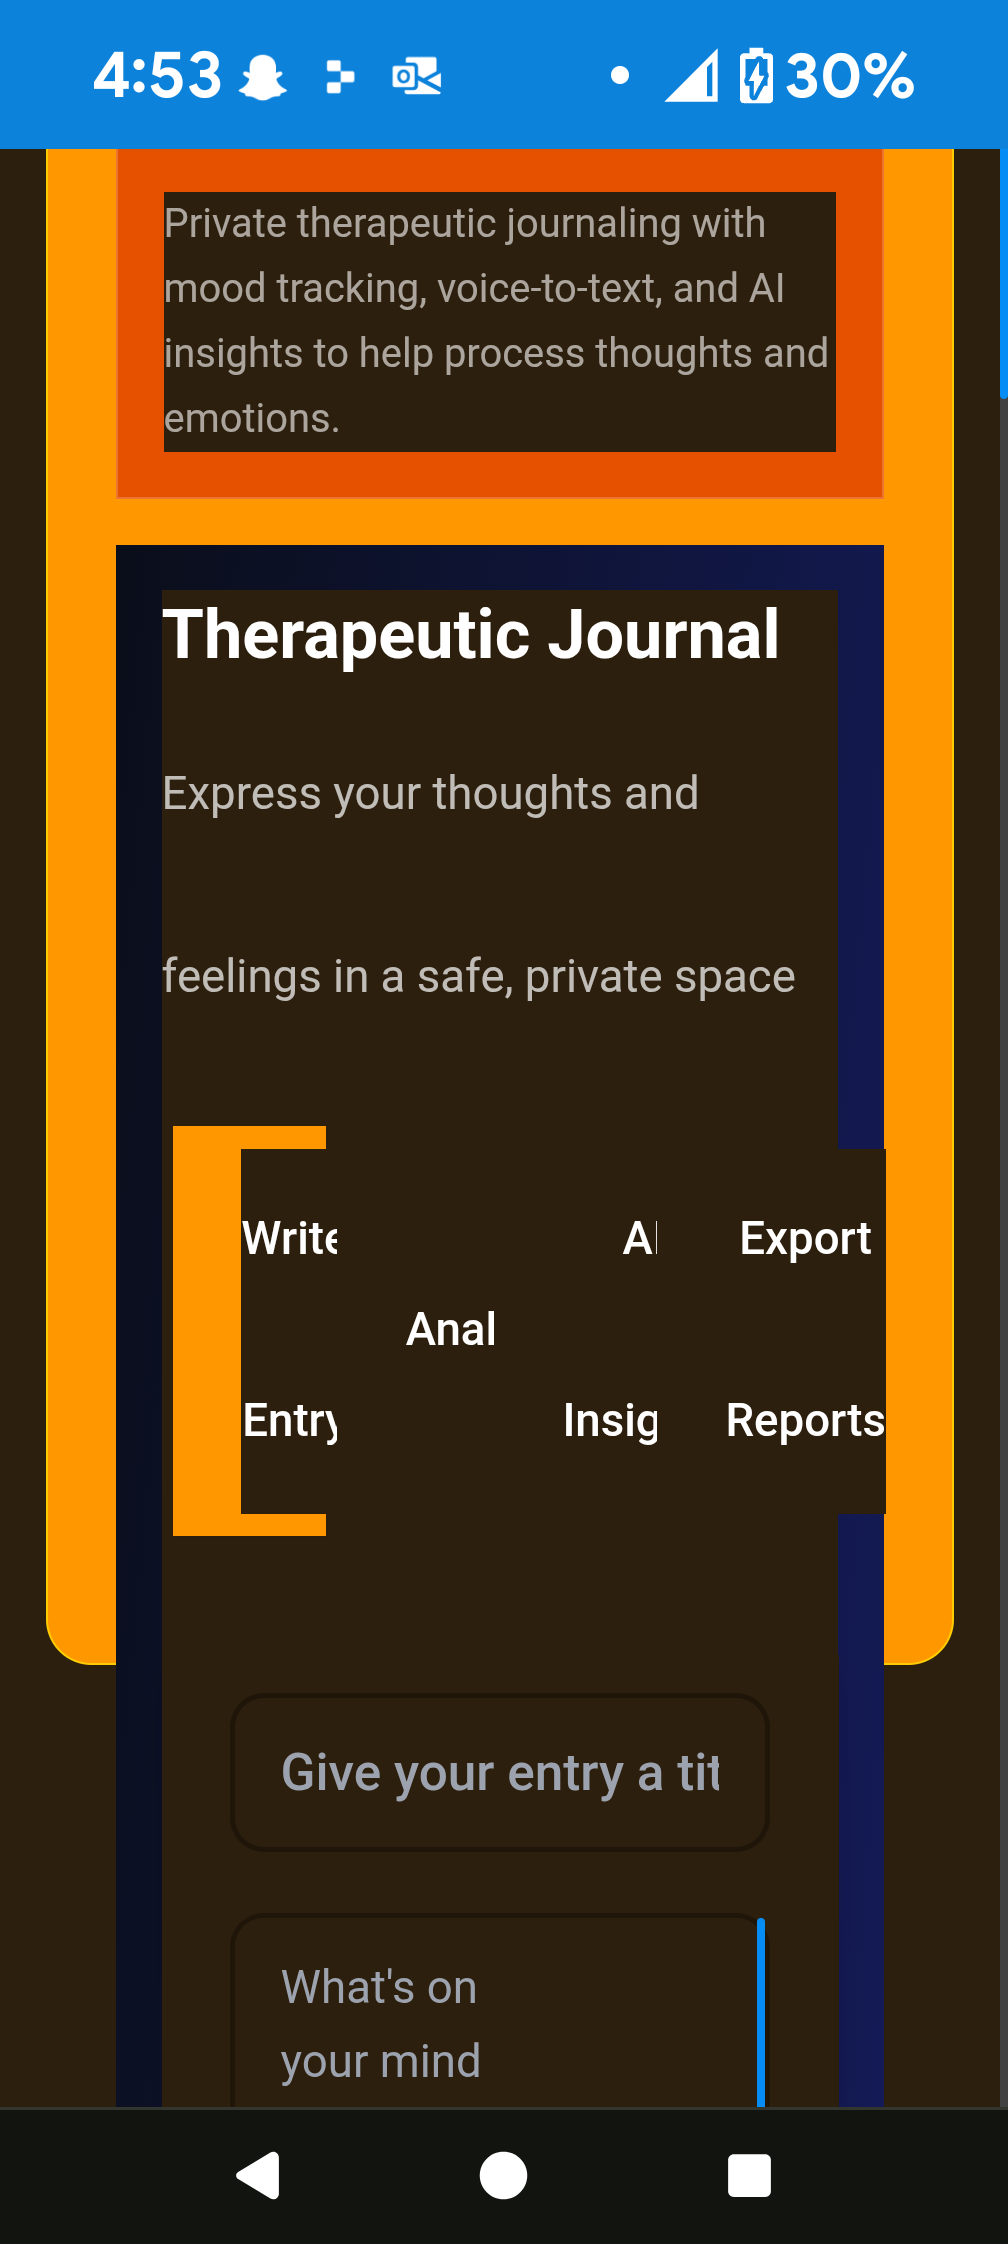 4:53 30%
Private therapeutic journaling with
mood tracking, voice-to-text, and AI
insights to help process thoughts and
emotions.
Therapeutic Journal
Express your thoughts and
feelings in a safe, private space
Write AI Export
Anal
Entry Insig Reports
Give your entry a tit
What's on
your mind